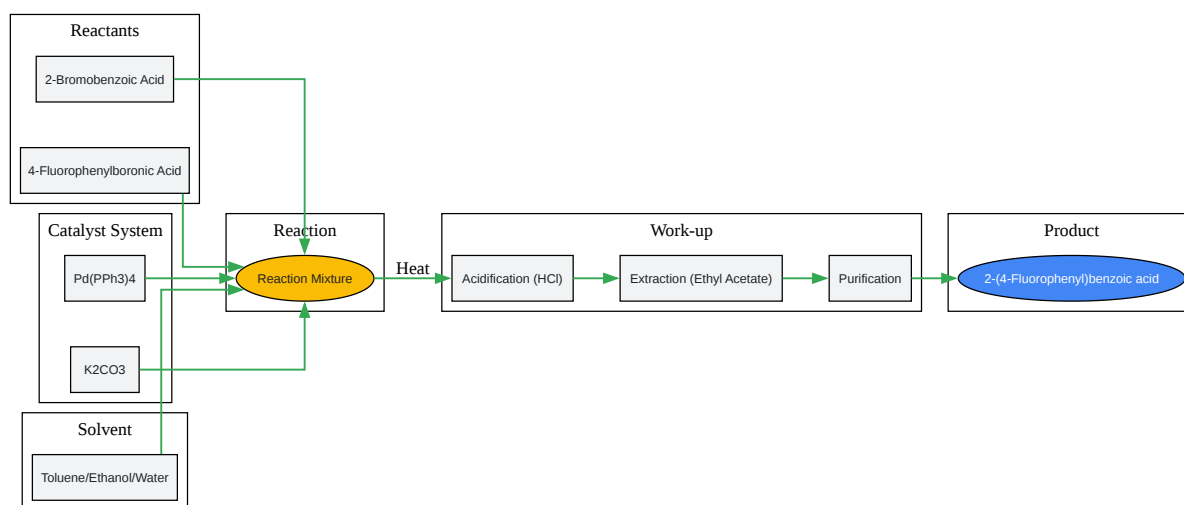 Reactants
2-Bromobenzoic Acid
4-Fluorophenylboronic Acid
Catalyst System
Pd(PPh3)4
K2CO3
Solvent
Toluene/Ethanol/Water
Reaction
Reaction Mixture
Heat
Work-up
Acidification (HCl)
Extraction (Ethyl Acetate)
Purification
Product
2-(4-Fluorophenyl)benzoic acid